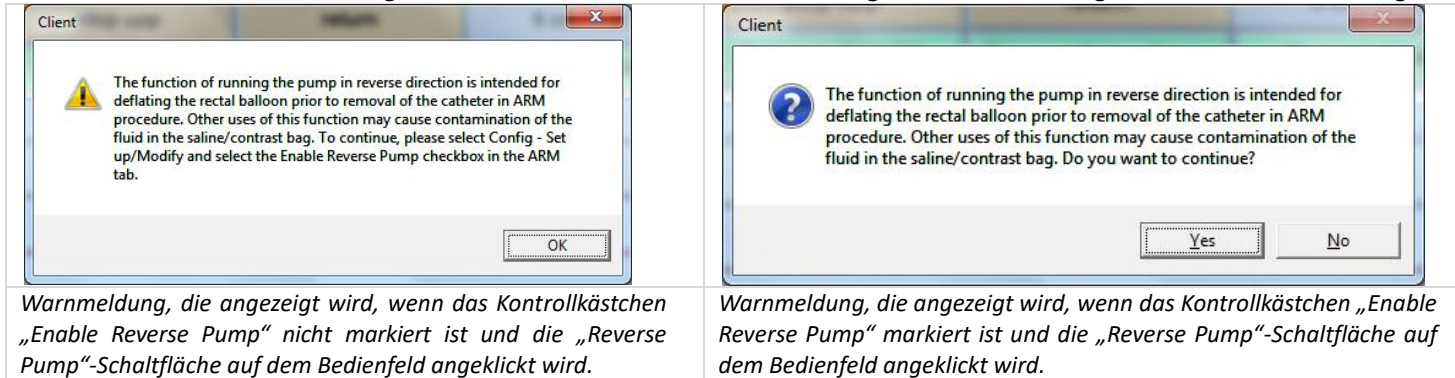 Client
The function of running the pump in reverse direction is intended for
deflating the rectal balloon prior to removal of the catheter in ARM
procedure. Other uses of this function may cause contamination of the
fluid in the saline/contrast bag. To continue, please select Config - Set
up/Modify and select the Enable Reverse Pump checkbox in the ARM
tab.
OK
Warnmeldung, die angezeigt wird, wenn das Kontrollkästchen
„Enable Reverse Pump“ nicht markiert ist und die „Reverse
Pump“-Schaltfläche auf dem Bedienfeld angeklickt wird.
Client
The function of running the pump in reverse direction is intended for
deflating the rectal balloon prior to removal of the catheter in ARM
procedure. Other uses of this function may cause contamination of the
fluid in the saline/contrast bag. Do you want to continue?
Yes
No
Warnmeldung, die angezeigt wird, wenn das Kontrollkästchen „Enable
Reverse Pump“ markiert ist und die „Reverse Pump“-Schaltfläche auf
dem Bedienfeld angeklickt wird.